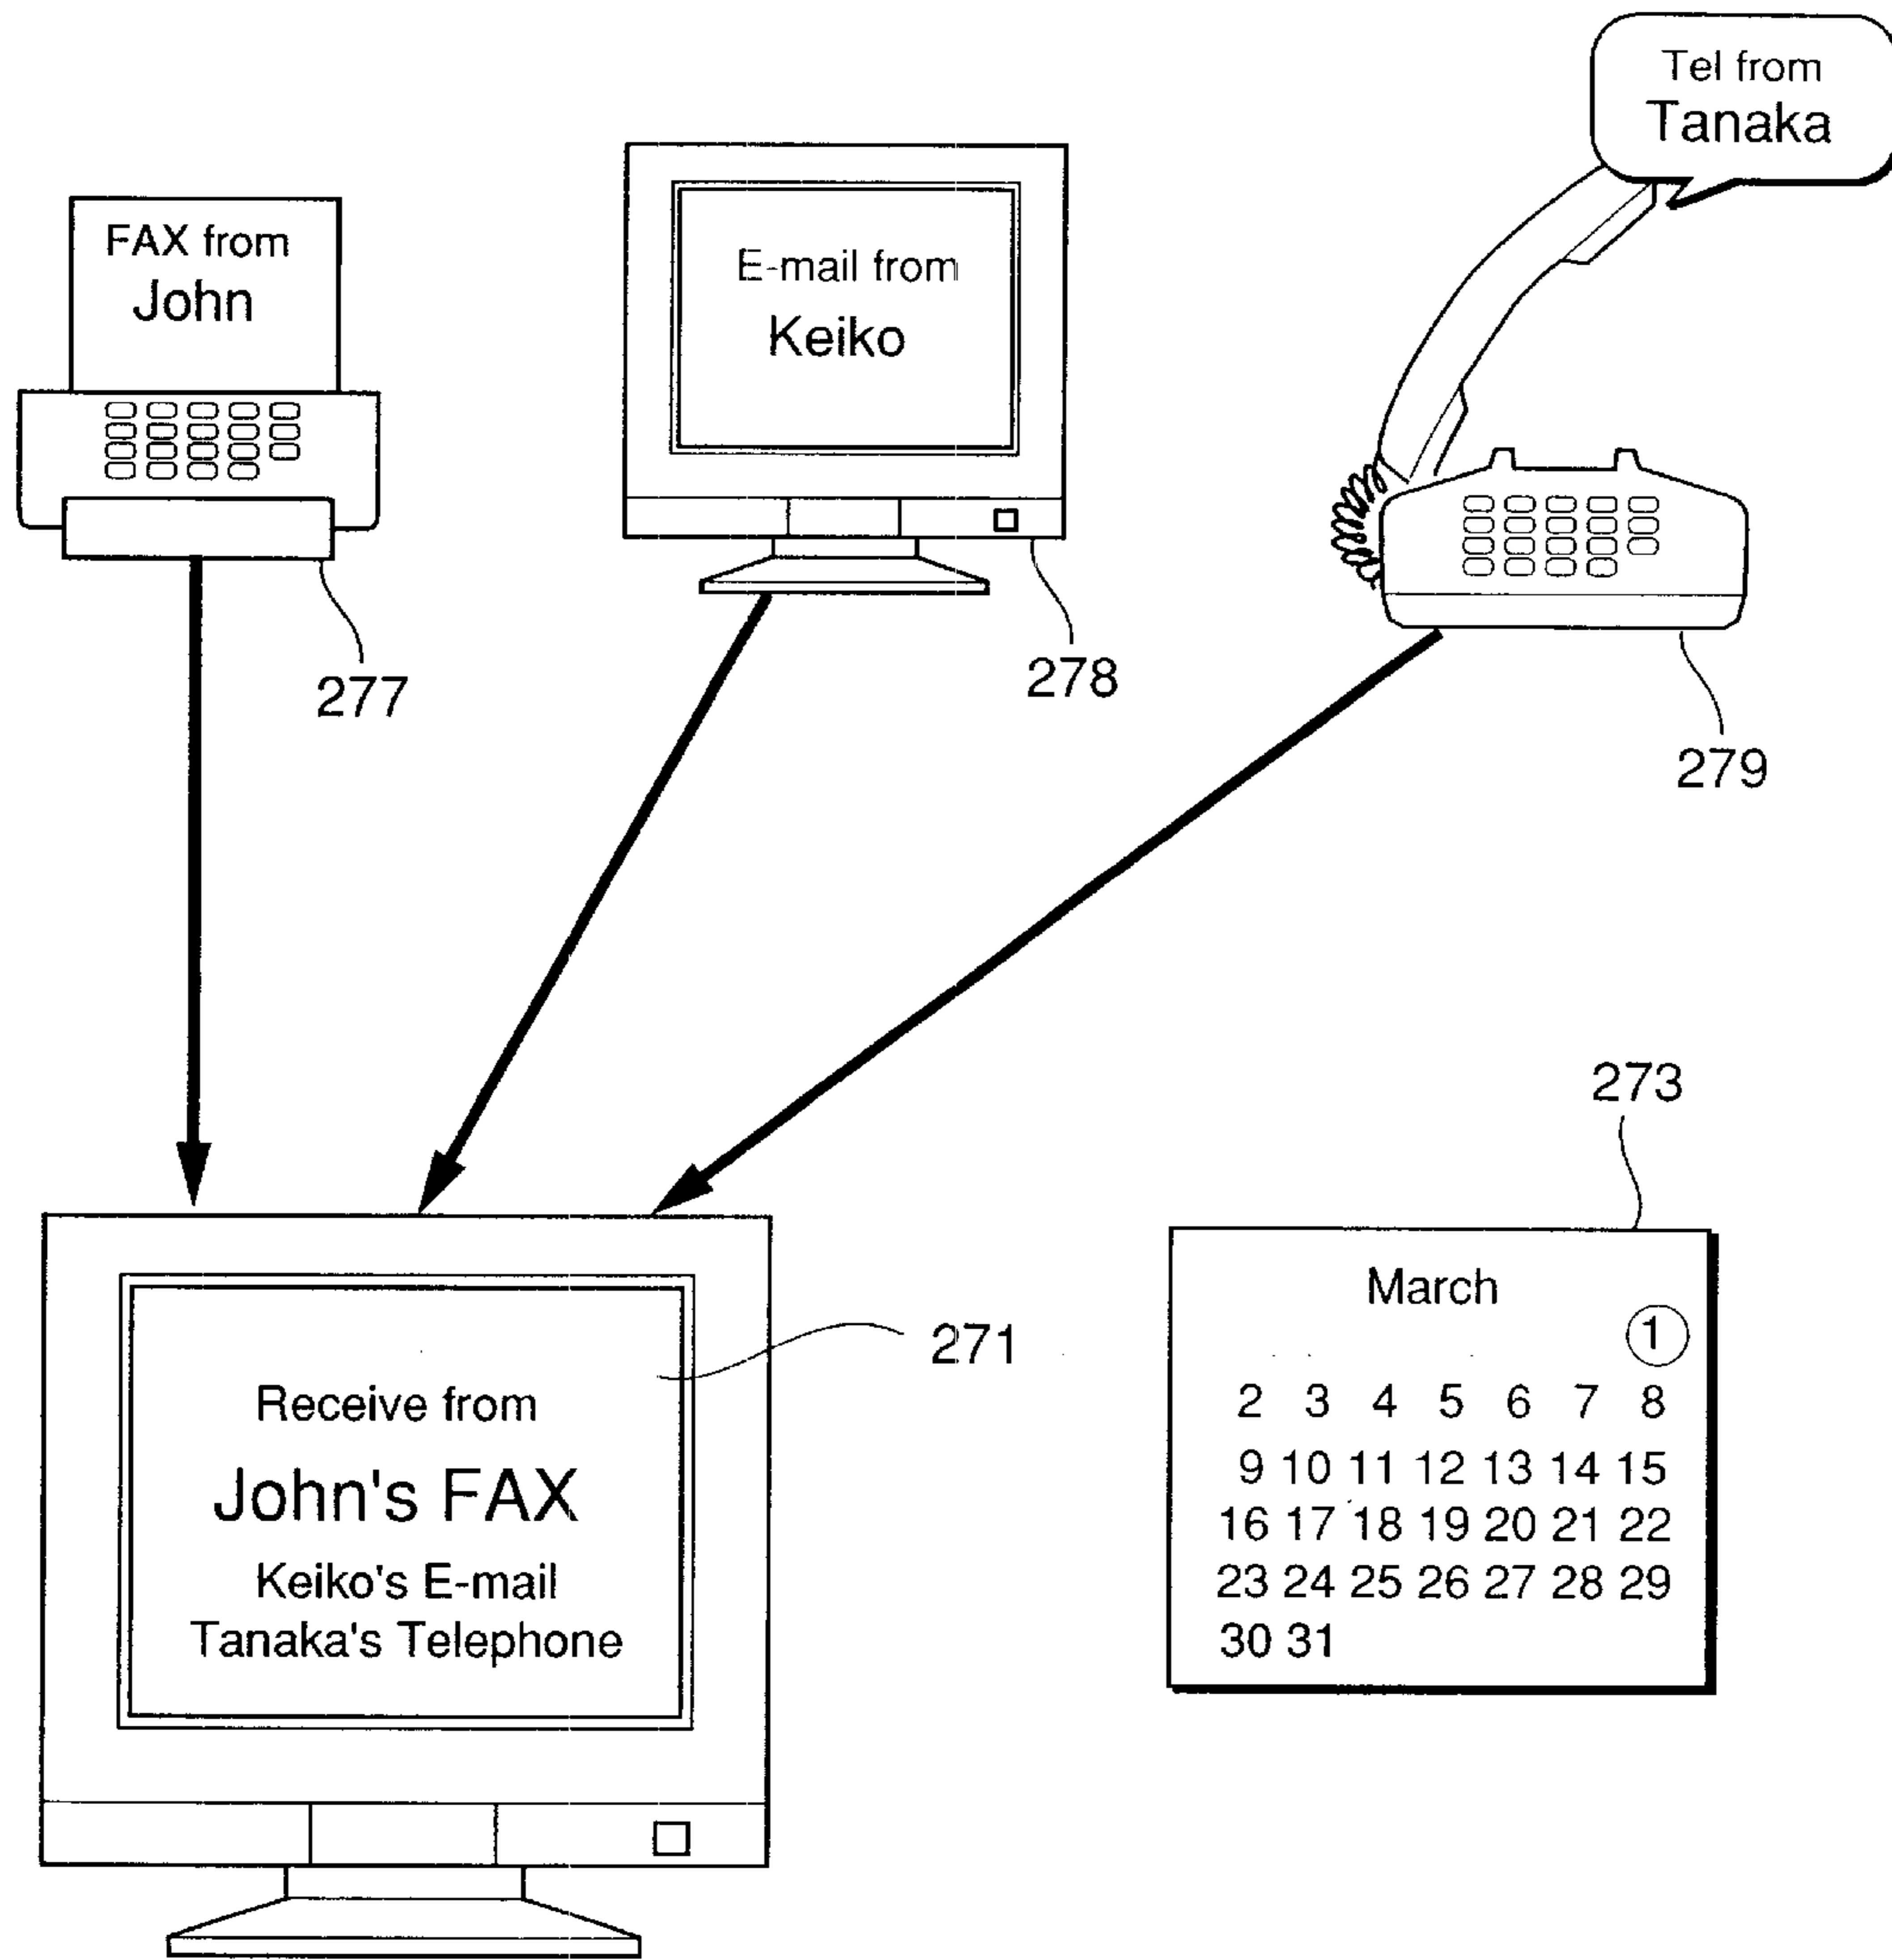 Tel from
Tanaka
FAX from
John
E-mail from
Keiko
277
278
279
273
271
Receive from
John's FAX
Keiko's E-mail
Tanaka's Telephone
March
1
2 3 4 5 6 7 8
9 10 11 12 13 14 15
16 17 18 19 20 21 22
23 24 25 26 27 28 29
30 31